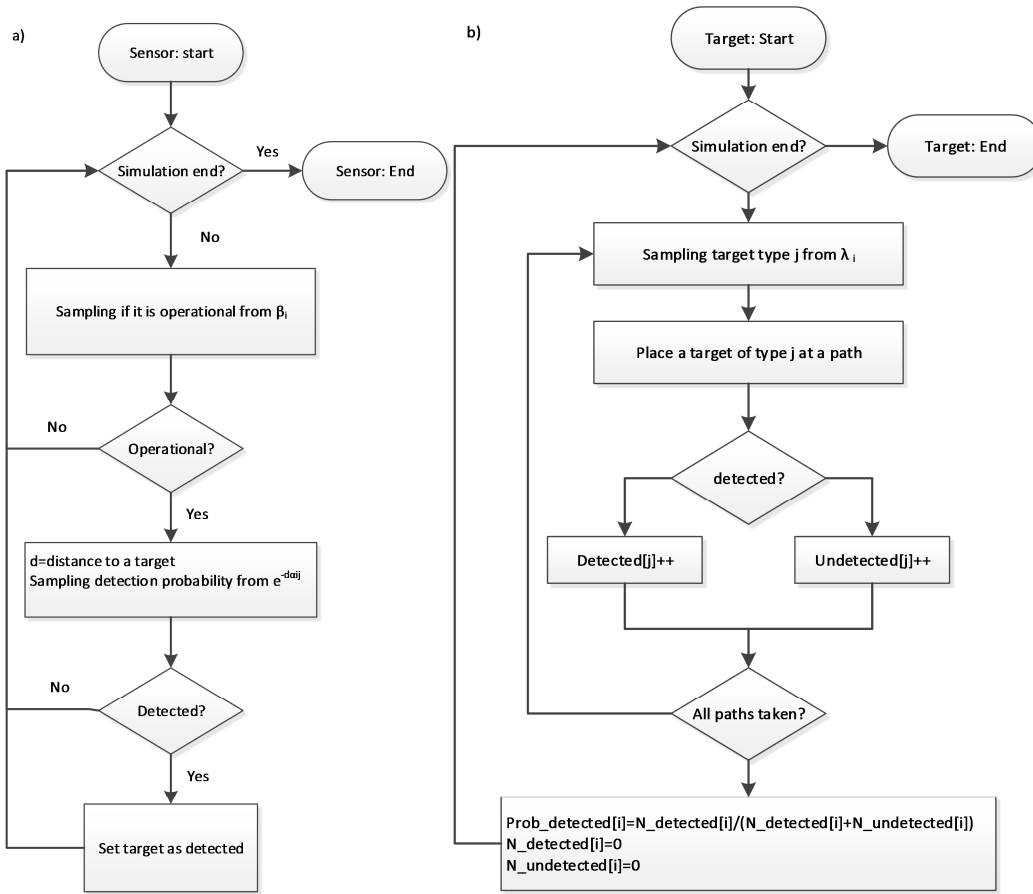 a)
Sensor: start
Simulation end?
Yes
Sensor: End
No
Sampling if it is operational from βi
No
Operational?
Yes
d=distance to a target
Sampling detection probability from e-dαij
No
Detected?
Yes
Set target as detected
b)
Target: Start
Simulation end?
Target: End
Sampling target type j from λ i
Place a target of type j at a path
detected?
Detected[j]++
Undetected[j]++
All paths taken?
Prob_detected[i]=N_detected[i]/(N_detected[i]+N_undetected[i])
N_detected[i]=0
N_undetected[i]=0